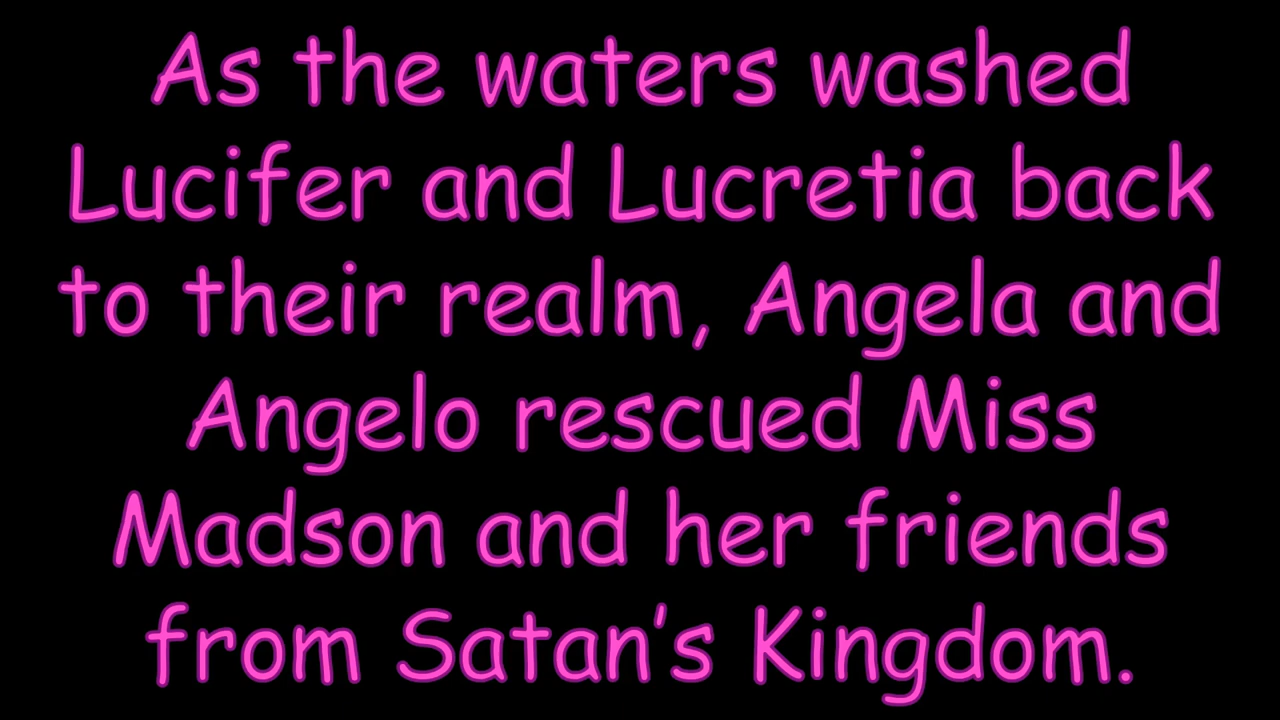 As the waters washed
Lucifer and Lucretia back
to their realm, Angela and
Angelo rescued Miss
Madson and her friends
from Satan’s Kingdom.